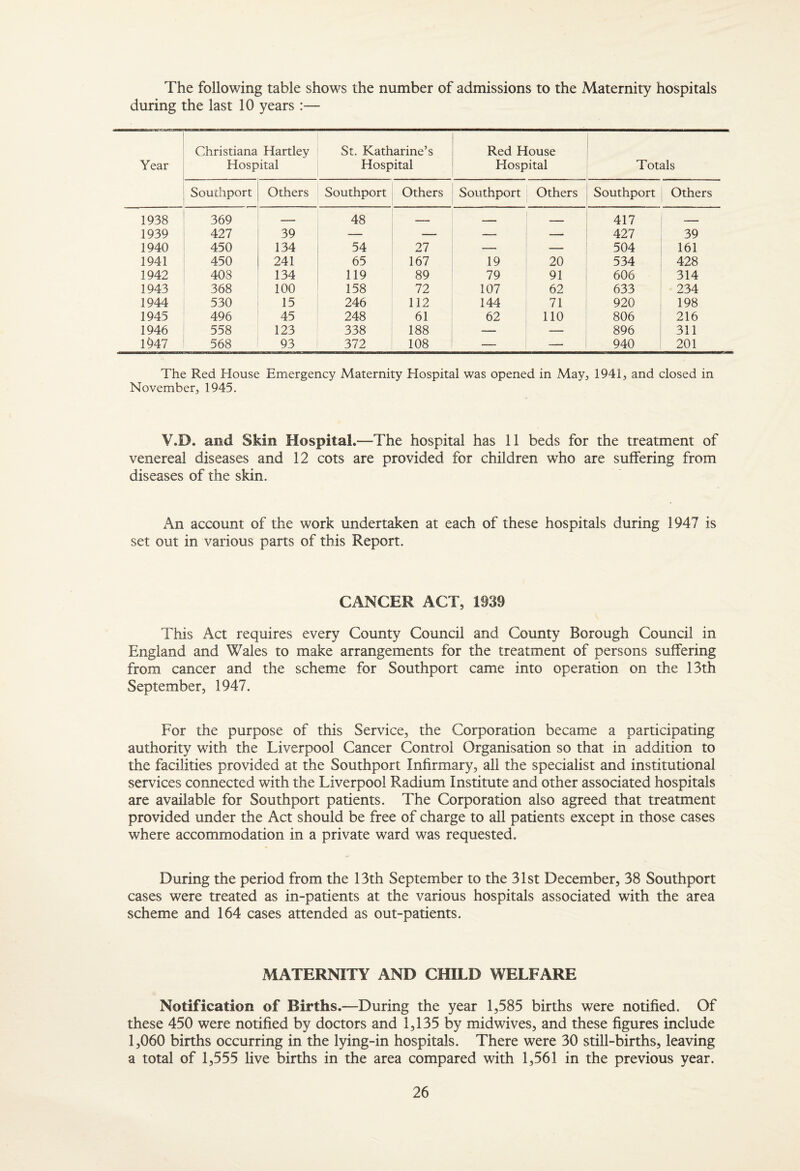 The following table shows the number of admissions to the Maternity hospitals
during the last 10 years :—
Year | Christiana Hartley Hospital | St. Katharine's Hospital | Red House Hospital | Totals
Southport | Others | Southport | Others | Southport | Others | Southport | Others
1938 | 369 | — | 48 | — | — | — | 417 | —
1939 | 427 | 39 | — | — | — | — | 427 | 39
1940 | 450 | 134 | 54 | 27 | — | — | 504 | 161
1941 | 450 | 241 | 65 | 167 | 19 | 20 | 534 | 428
1942 | 408 | 134 | 119 | 89 | 79 | 91 | 606 | 314
1943 | 368 | 100 | 158 | 72 | 107 | 62 | 633 | 234
1944 | 530 | 15 | 246 | 112 | 144 | 71 | 920 | 198
1945 | 496 | 45 | 248 | 61 | 62 | 110 | 806 | 216
1946 | 558 | 123 | 338 | 188 | — | — | 896 | 311
1947 | 568 | 93 | 372 | 108 | — | — | 940 | 201
The Red House Emergency Maternity Hospital was opened in May, 1941, and closed in
November, 1945.
V.D. and Skin Hospital.—The hospital has 11 beds for the treatment of
venereal diseases and 12 cots are provided for children who are suffering from
diseases of the skin.
An account of the work undertaken at each of these hospitals during 1947 is
set out in various parts of this Report.
CANCER ACT, 1939
This Act requires every County Council and County Borough Council in
England and Wales to make arrangements for the treatment of persons suffering
from cancer and the scheme for Southport came into operation on the 13th
September, 1947.
For the purpose of this Service, the Corporation became a participating
authority with the Liverpool Cancer Control Organisation so that in addition to
the facilities provided at the Southport Infirmary, all the specialist and institutional
services connected with the Liverpool Radium Institute and other associated hospitals
are available for Southport patients. The Corporation also agreed that treatment
provided under the Act should be free of charge to all patients except in those cases
where accommodation in a private ward was requested.
During the period from the 13th September to the 31st December, 38 Southport
cases were treated as in-patients at the various hospitals associated with the area
scheme and 164 cases attended as out-patients.
MATERNITY AND CHILD WELFARE
Notification of Births.—During the year 1,585 births were notified. Of
these 450 were notified by doctors and 1,135 by midwives, and these figures include
1,060 births occurring in the lying-in hospitals. There were 30 still-births, leaving
a total of 1,555 live births in the area compared with 1,561 in the previous year.
26